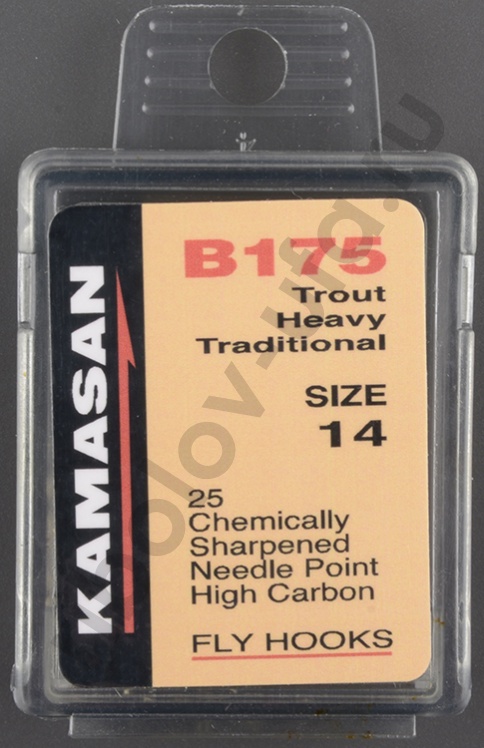 KAMASAN
B175
Trout
Heavy
Traditional
SIZE
14
25
Chemically
Sharpened
Needle Point
High Carbon
FLY HOOKS